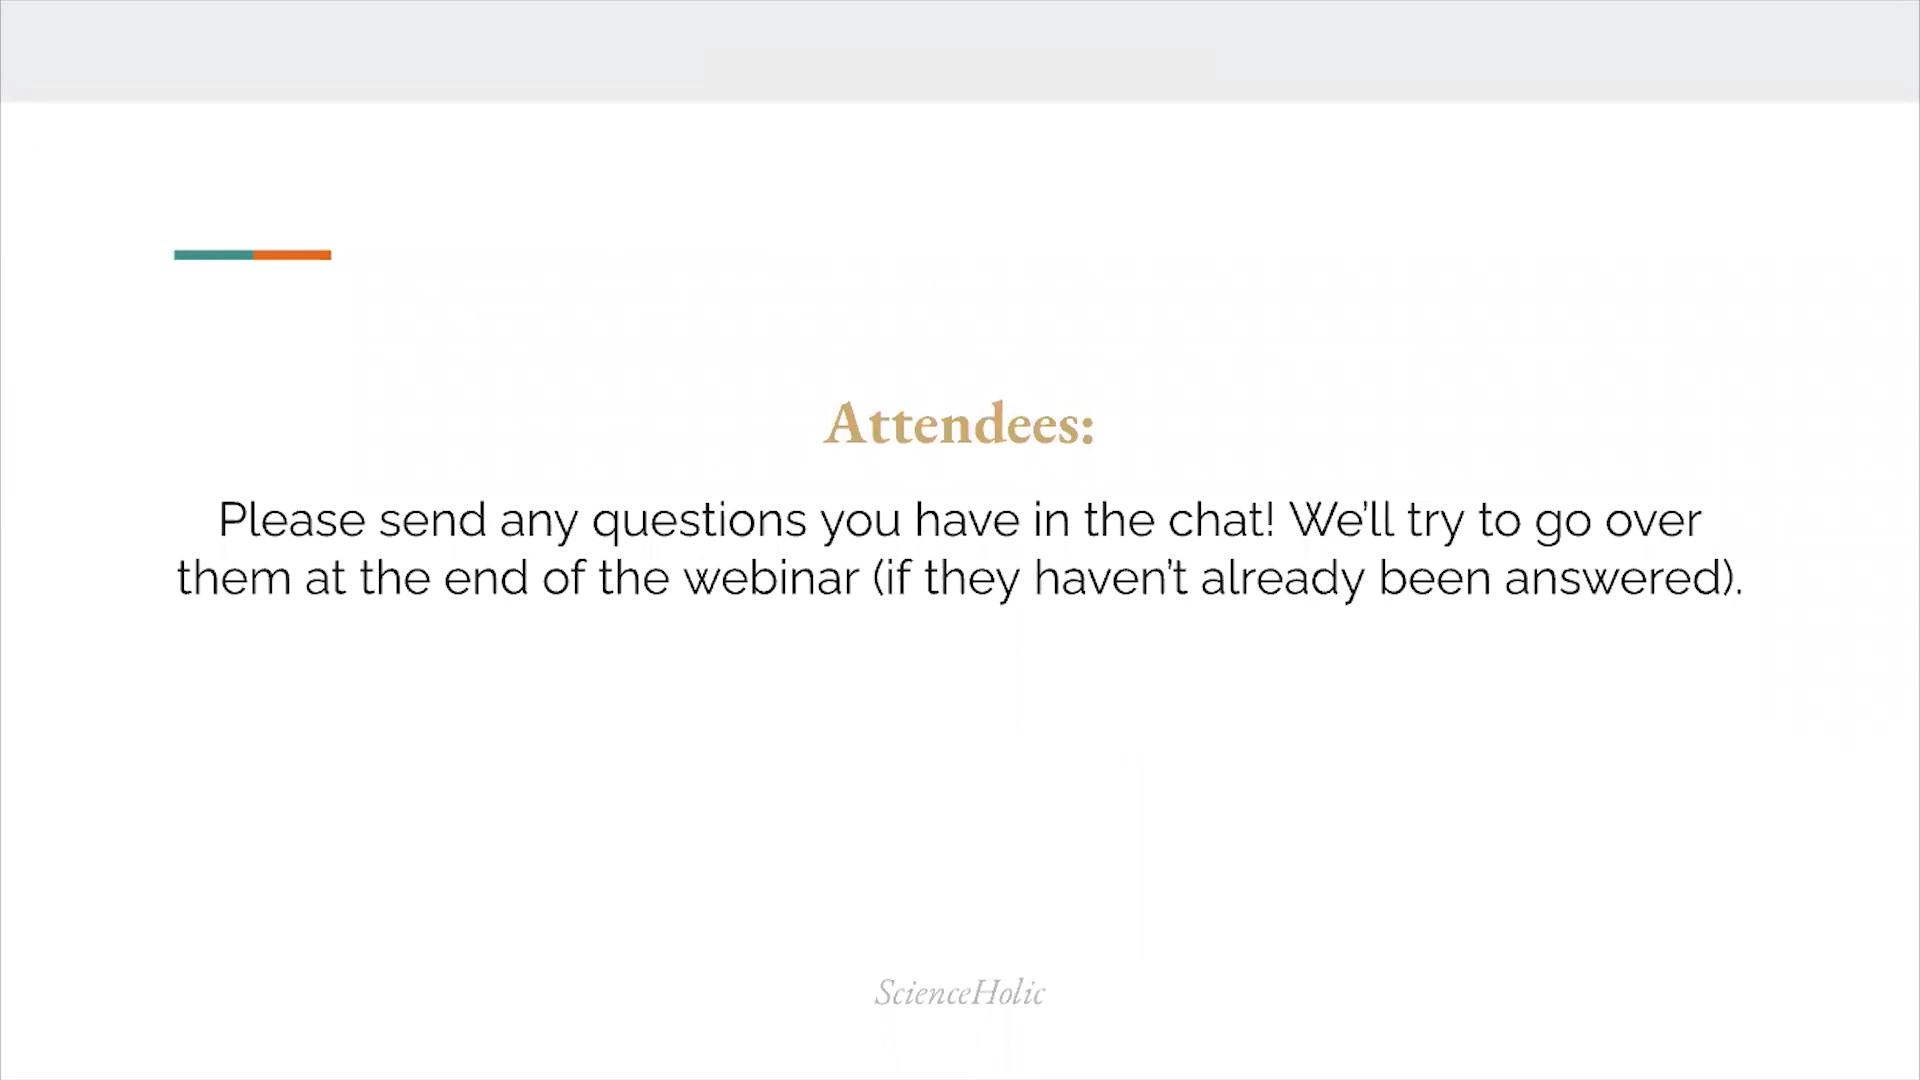 Attendees:
Please send any questions you have in the chat! We'll try to go over
them at the end of the webinar (if they haven't already been answered).
ScienceHolic